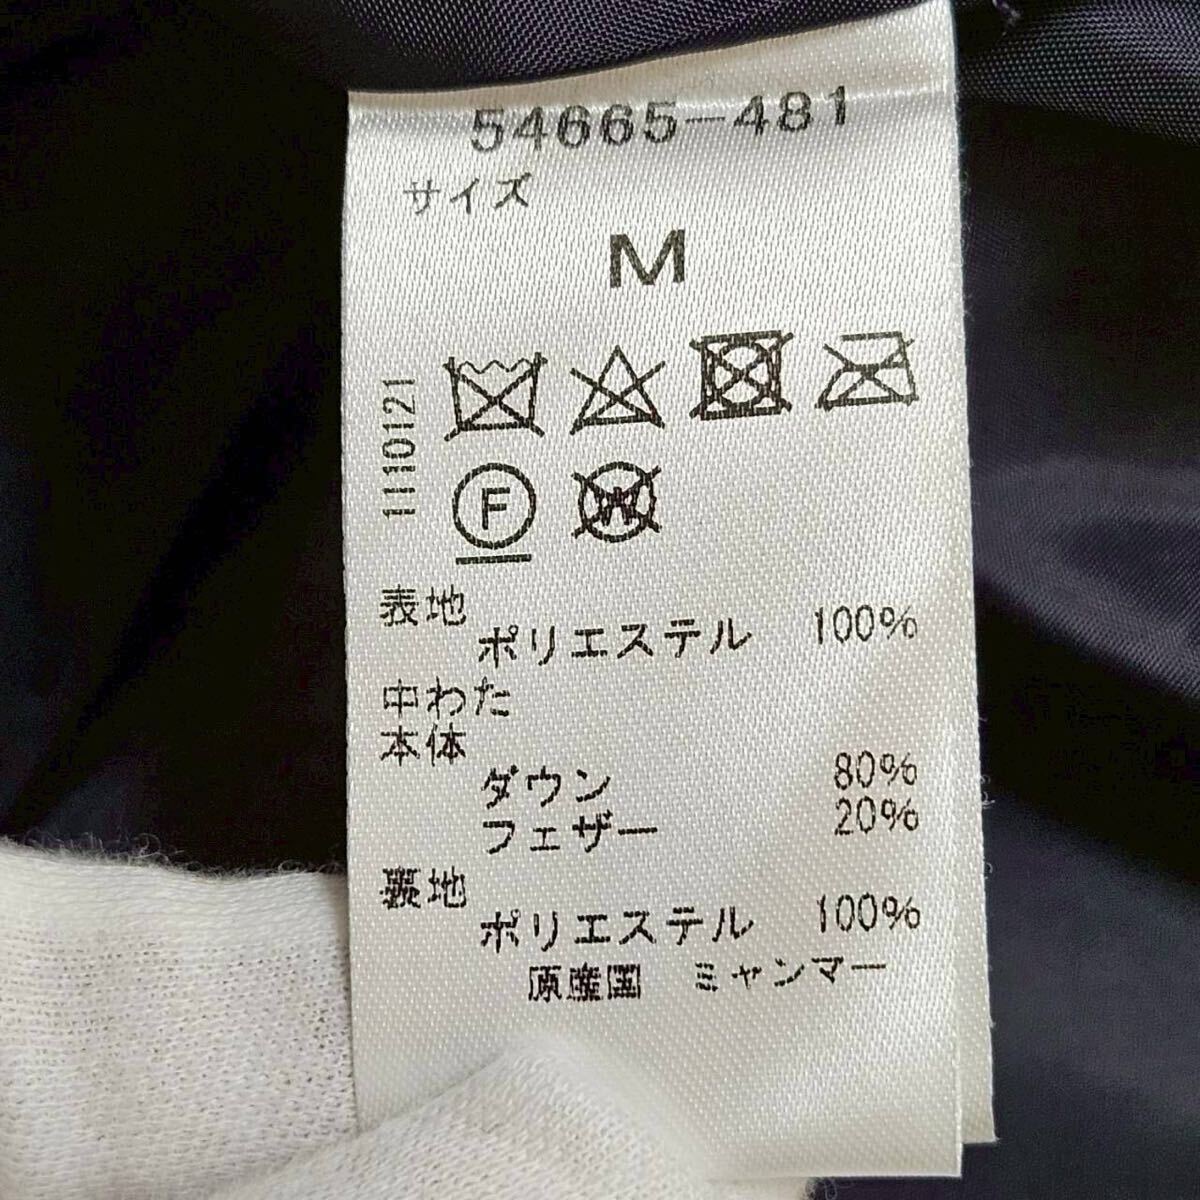 54665-481
サイズ
M
1110121
F
W
表地
ポリエステル 100%
中わた
本体
ダウン 80%
フェザー 20%
裏地
ポリエステル 100%
原産国 ミャンマー